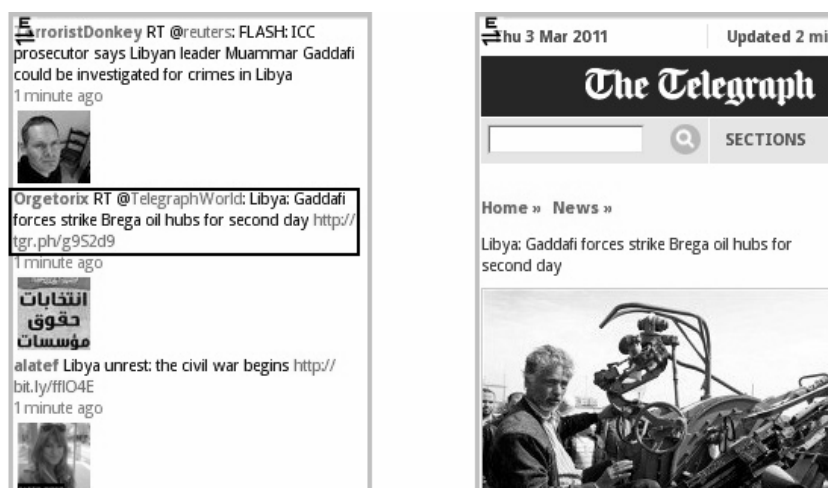 TerroristDonkey RT @reuters: FLASH: ICC
prosecutor says Libyan leader Muammar Gaddafi
could be investigated for crimes in Libya
1 minute ago
Orgetorix RT @TelegraphWorld: Libya: Gaddafi
forces strike Brega oil hubs for second day http://
tgr.ph/g9S2d9
1 minute ago
انتخابات
حقوق
مؤسسات
alatef Libya unrest: the civil war begins http://
bit.ly/fflO4E
1 minute ago
E
Thu 3 Mar 2011
Updated 2 mi
The Telegraph
SECTIONS
Home » News »
Libya: Gaddafi forces strike Brega oil hubs for
second day